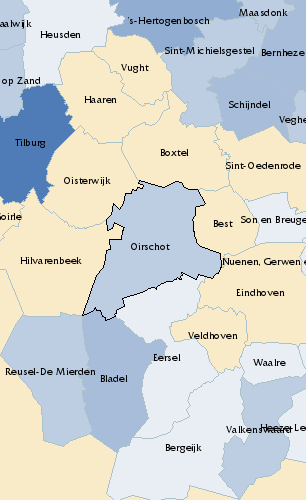 Maasdonk
aalwijk
's-Hertogenbosch
Heusden
Sint-Michielsgestel
Bernheze
Vught
op Zand
Haaren
Schijndel
Veghe
Tilburg
Boxtel
Sint-Oedenrode
Oisterwijk
Goirle
Best
Son en Breuge
Oirschot
Hilvarenbeek
Nuenen, Gerwen e
Eindhoven
Veldhoven
Eersel
Waalre
Reusel-De Mierden
Bladel
Valkenswaard
Heeze-Le
Bergeijk